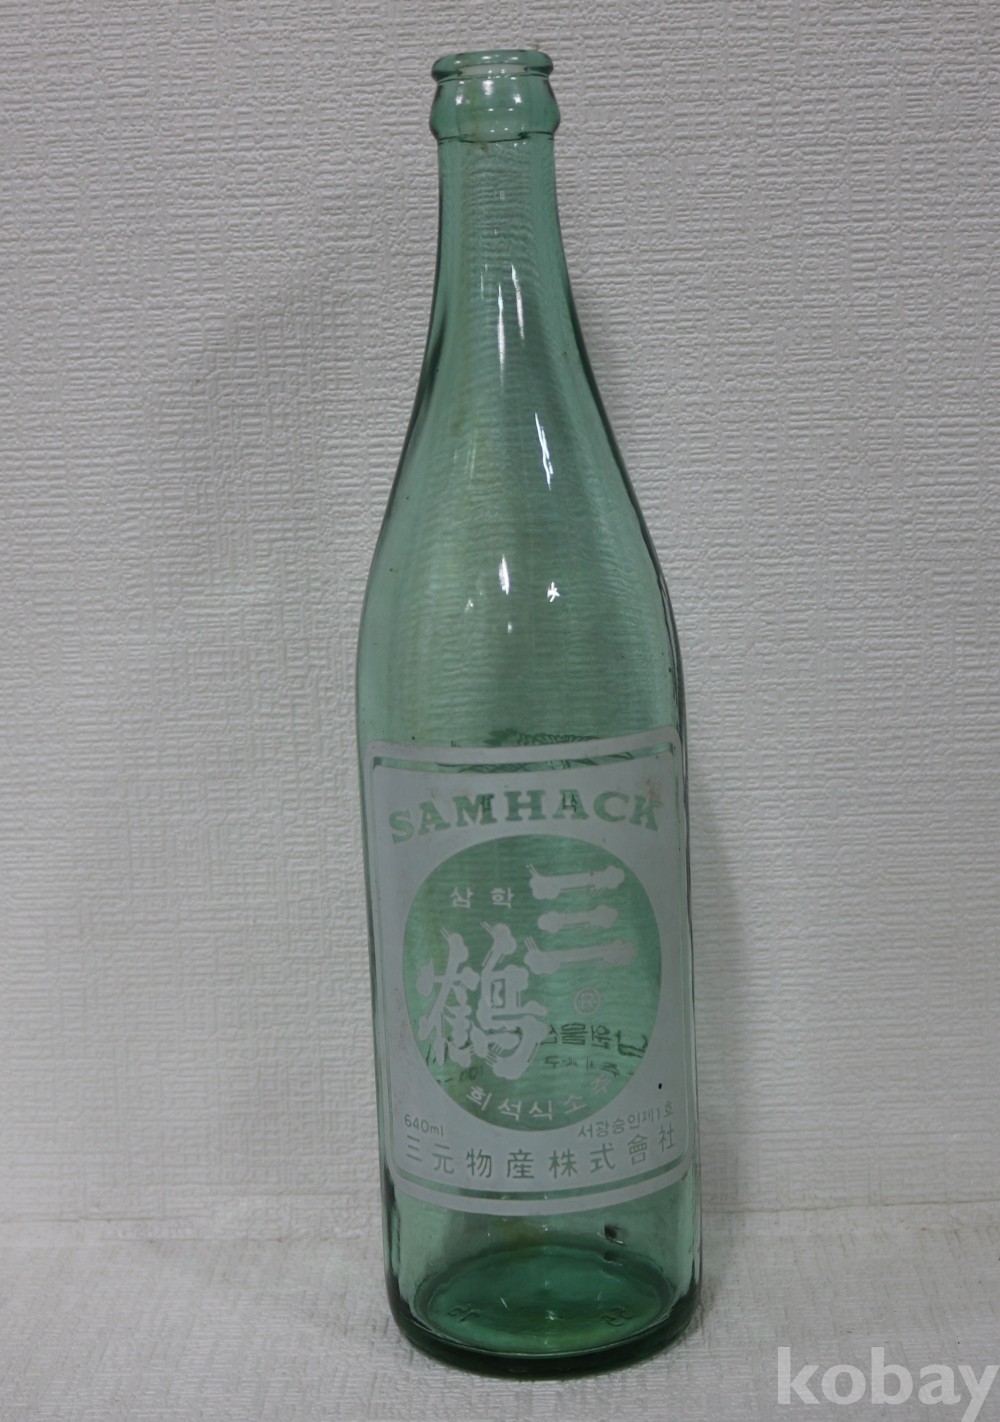 SAMHACK
삼학
三鶴
®
희석식소주
640ml
서광승인제1호
三元物産株式會社
kobay